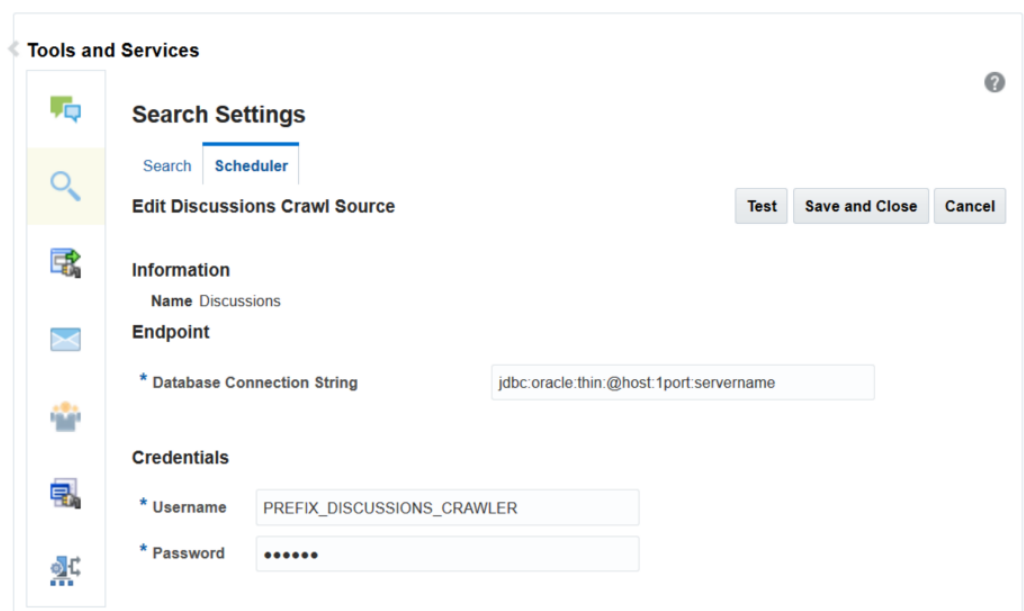 Tools and Services
?
Search Settings
Search Scheduler
Edit Discussions Crawl Source Test Save and Close Cancel
Information
Name Discussions
Endpoint
* Database Connection String jdbc:oracle:thin:@host:1port:servername
Credentials
* Username PREFIX_DISCUSSIONS_CRAWLER
* Password ••••••